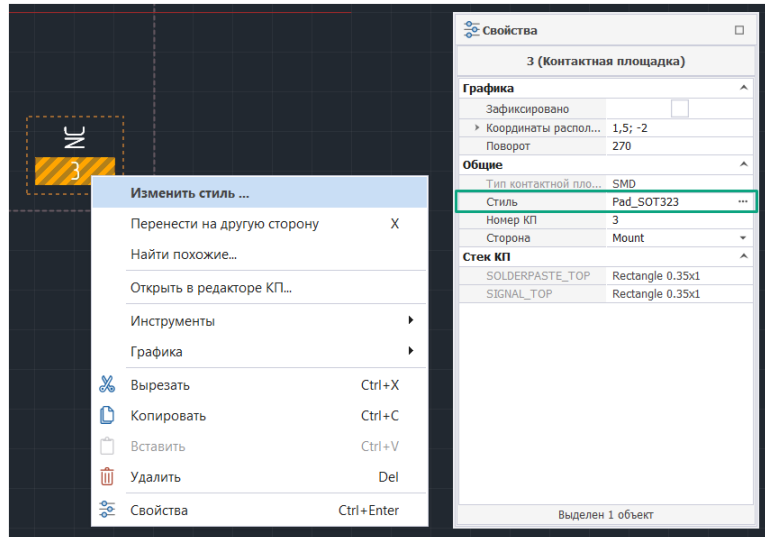 NC
3
Изменить стиль ...
Перенести на другую сторону X
Найти похожие...
Открыть в редакторе КП...
Инструменты
Графика
Вырезать Ctrl+X
Копировать Ctrl+C
Вставить Ctrl+V
Удалить Del
Свойства Ctrl+Enter
Свойства
3 (Контактная площадка)
Графика
Зафиксировано
Координаты распол... 1,5; -2
Поворот 270
Общие
Тип контактной пло... SMD
Стиль Pad_SOT323 ...
Номер КП 3
Сторона Mount
Стек КП
SOLDERPASTE_TOP Rectangle 0.35x1
SIGNAL_TOP Rectangle 0.35x1
Выделен 1 объект